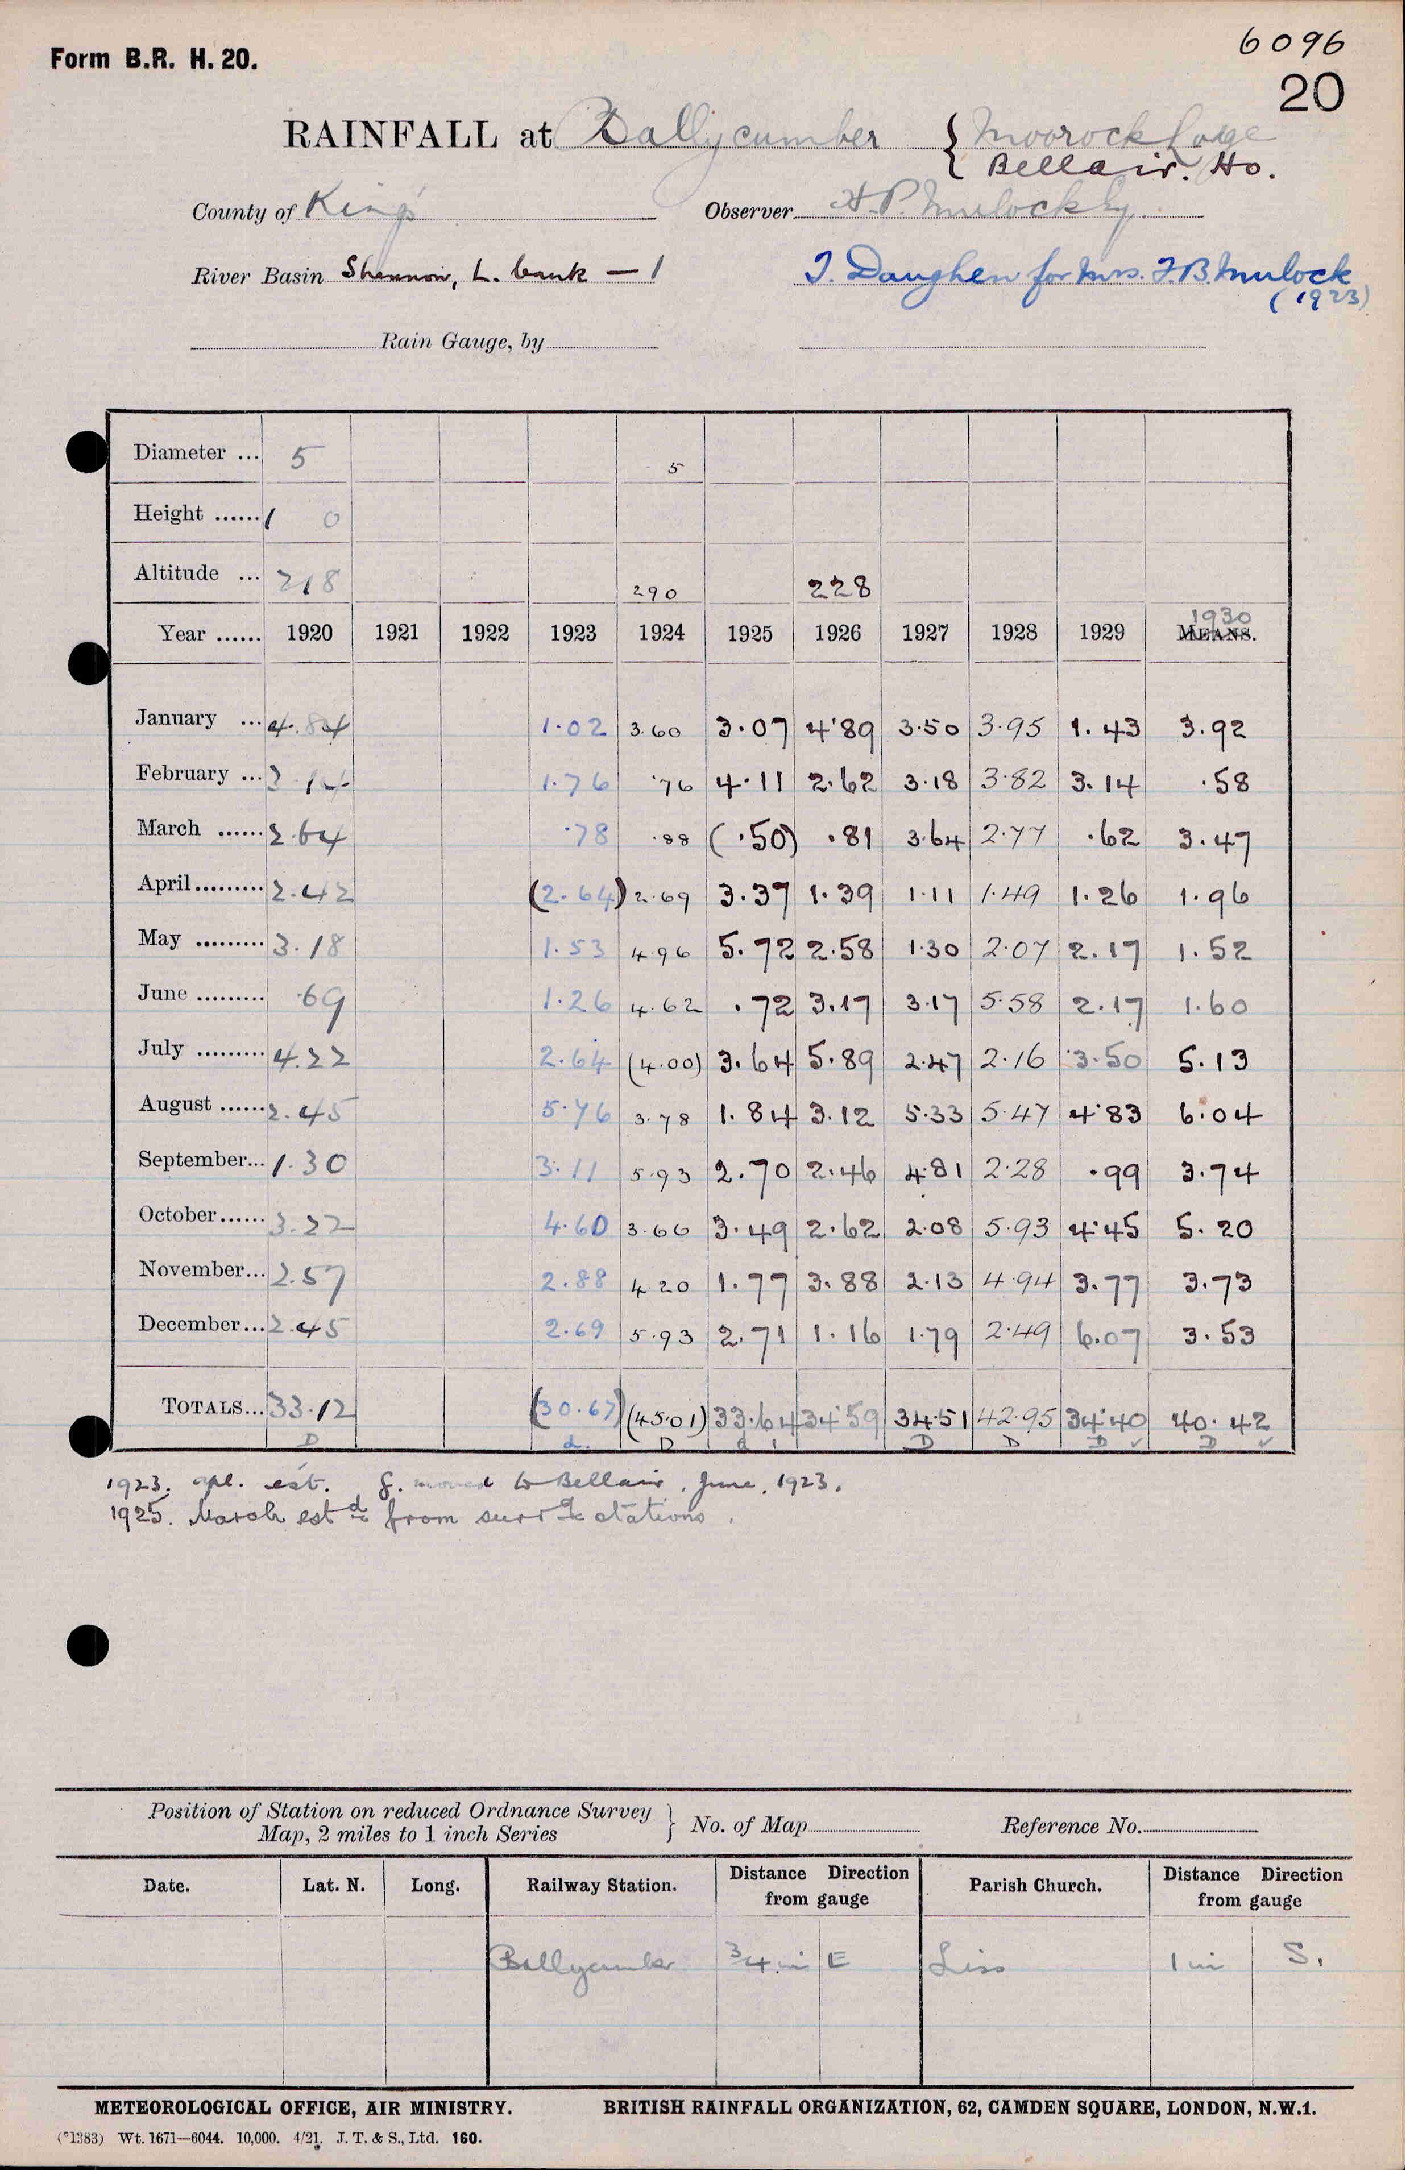 6096
Form B.R. H. 20.
20
RAINFALL at Ballycumber { Moorock Loge
Bellair. Ho.
County of King's Observer H. P. Mulock Esq
River Basin Shannon, L. bank — 1 T. Daughen for Mrs. F. B. Mulock
(1923)
Rain Gauge, by
Diameter ... 5 5
Height ...... 1 0
Altitude ... 218 290 228
1930
Year ...... 1920 1921 1922 1923 1924 1925 1926 1927 1928 1929 MEANS.
January ... 4.84 1.02 3.60 3.07 4.89 3.50 3.95 1.43 3.92
February ... 3.14 1.76 .76 4.11 2.62 3.18 3.82 3.14 .58
March ...... 2.64 .78 .88 (.50) .81 3.64 2.77 .62 3.47
April......... 2.42 (2.64) 2.69 3.37 1.39 1.11 1.49 1.26 1.96
May ......... 3.18 1.53 4.96 5.72 2.58 1.30 2.07 2.17 1.52
June ......... .69 1.26 4.62 .72 3.17 3.17 5.58 2.17 1.60
July ......... 4.22 2.64 (4.00) 3.64 5.89 2.47 2.16 3.50 5.13
August ...... 2.45 5.76 3.78 1.84 3.12 5.33 5.47 4.83 6.04
September... 1.30 3.11 5.93 2.70 2.46 4.81 2.28 .99 3.74
October...... 3.22 4.60 3.66 3.49 2.62 2.08 5.93 4.45 5.20
November... 2.57 2.88 4.20 1.77 3.88 2.13 4.94 3.77 3.73
December... 2.45 2.69 5.93 2.71 1.16 1.79 2.49 6.07 3.53
TOTALS... 33.12 (30.67) (45.01) 33.64 34.59 34.51 42.95 34.40 40.42
D d. D D D D ✓ D ✓
1923. apl. est. g. moved to Bellair, June, 1923.
1925. March estd from surrdg stations.
Position of Station on reduced Ordnance Survey } No. of Map Reference No.
Map, 2 miles to 1 inch Series
Date. Lat. N. Long. Railway Station. Distance Direction from gauge Parish Church. Distance Direction from gauge
Ballycumber 3/4 m E Liss 1 m S.
METEOROLOGICAL OFFICE, AIR MINISTRY. BRITISH RAINFALL ORGANIZATION, 62, CAMDEN SQUARE, LONDON, N.W.1.
(*1383) Wt. 1671—6044. 10,000. 4/21. J. T. & S., Ltd. 160.